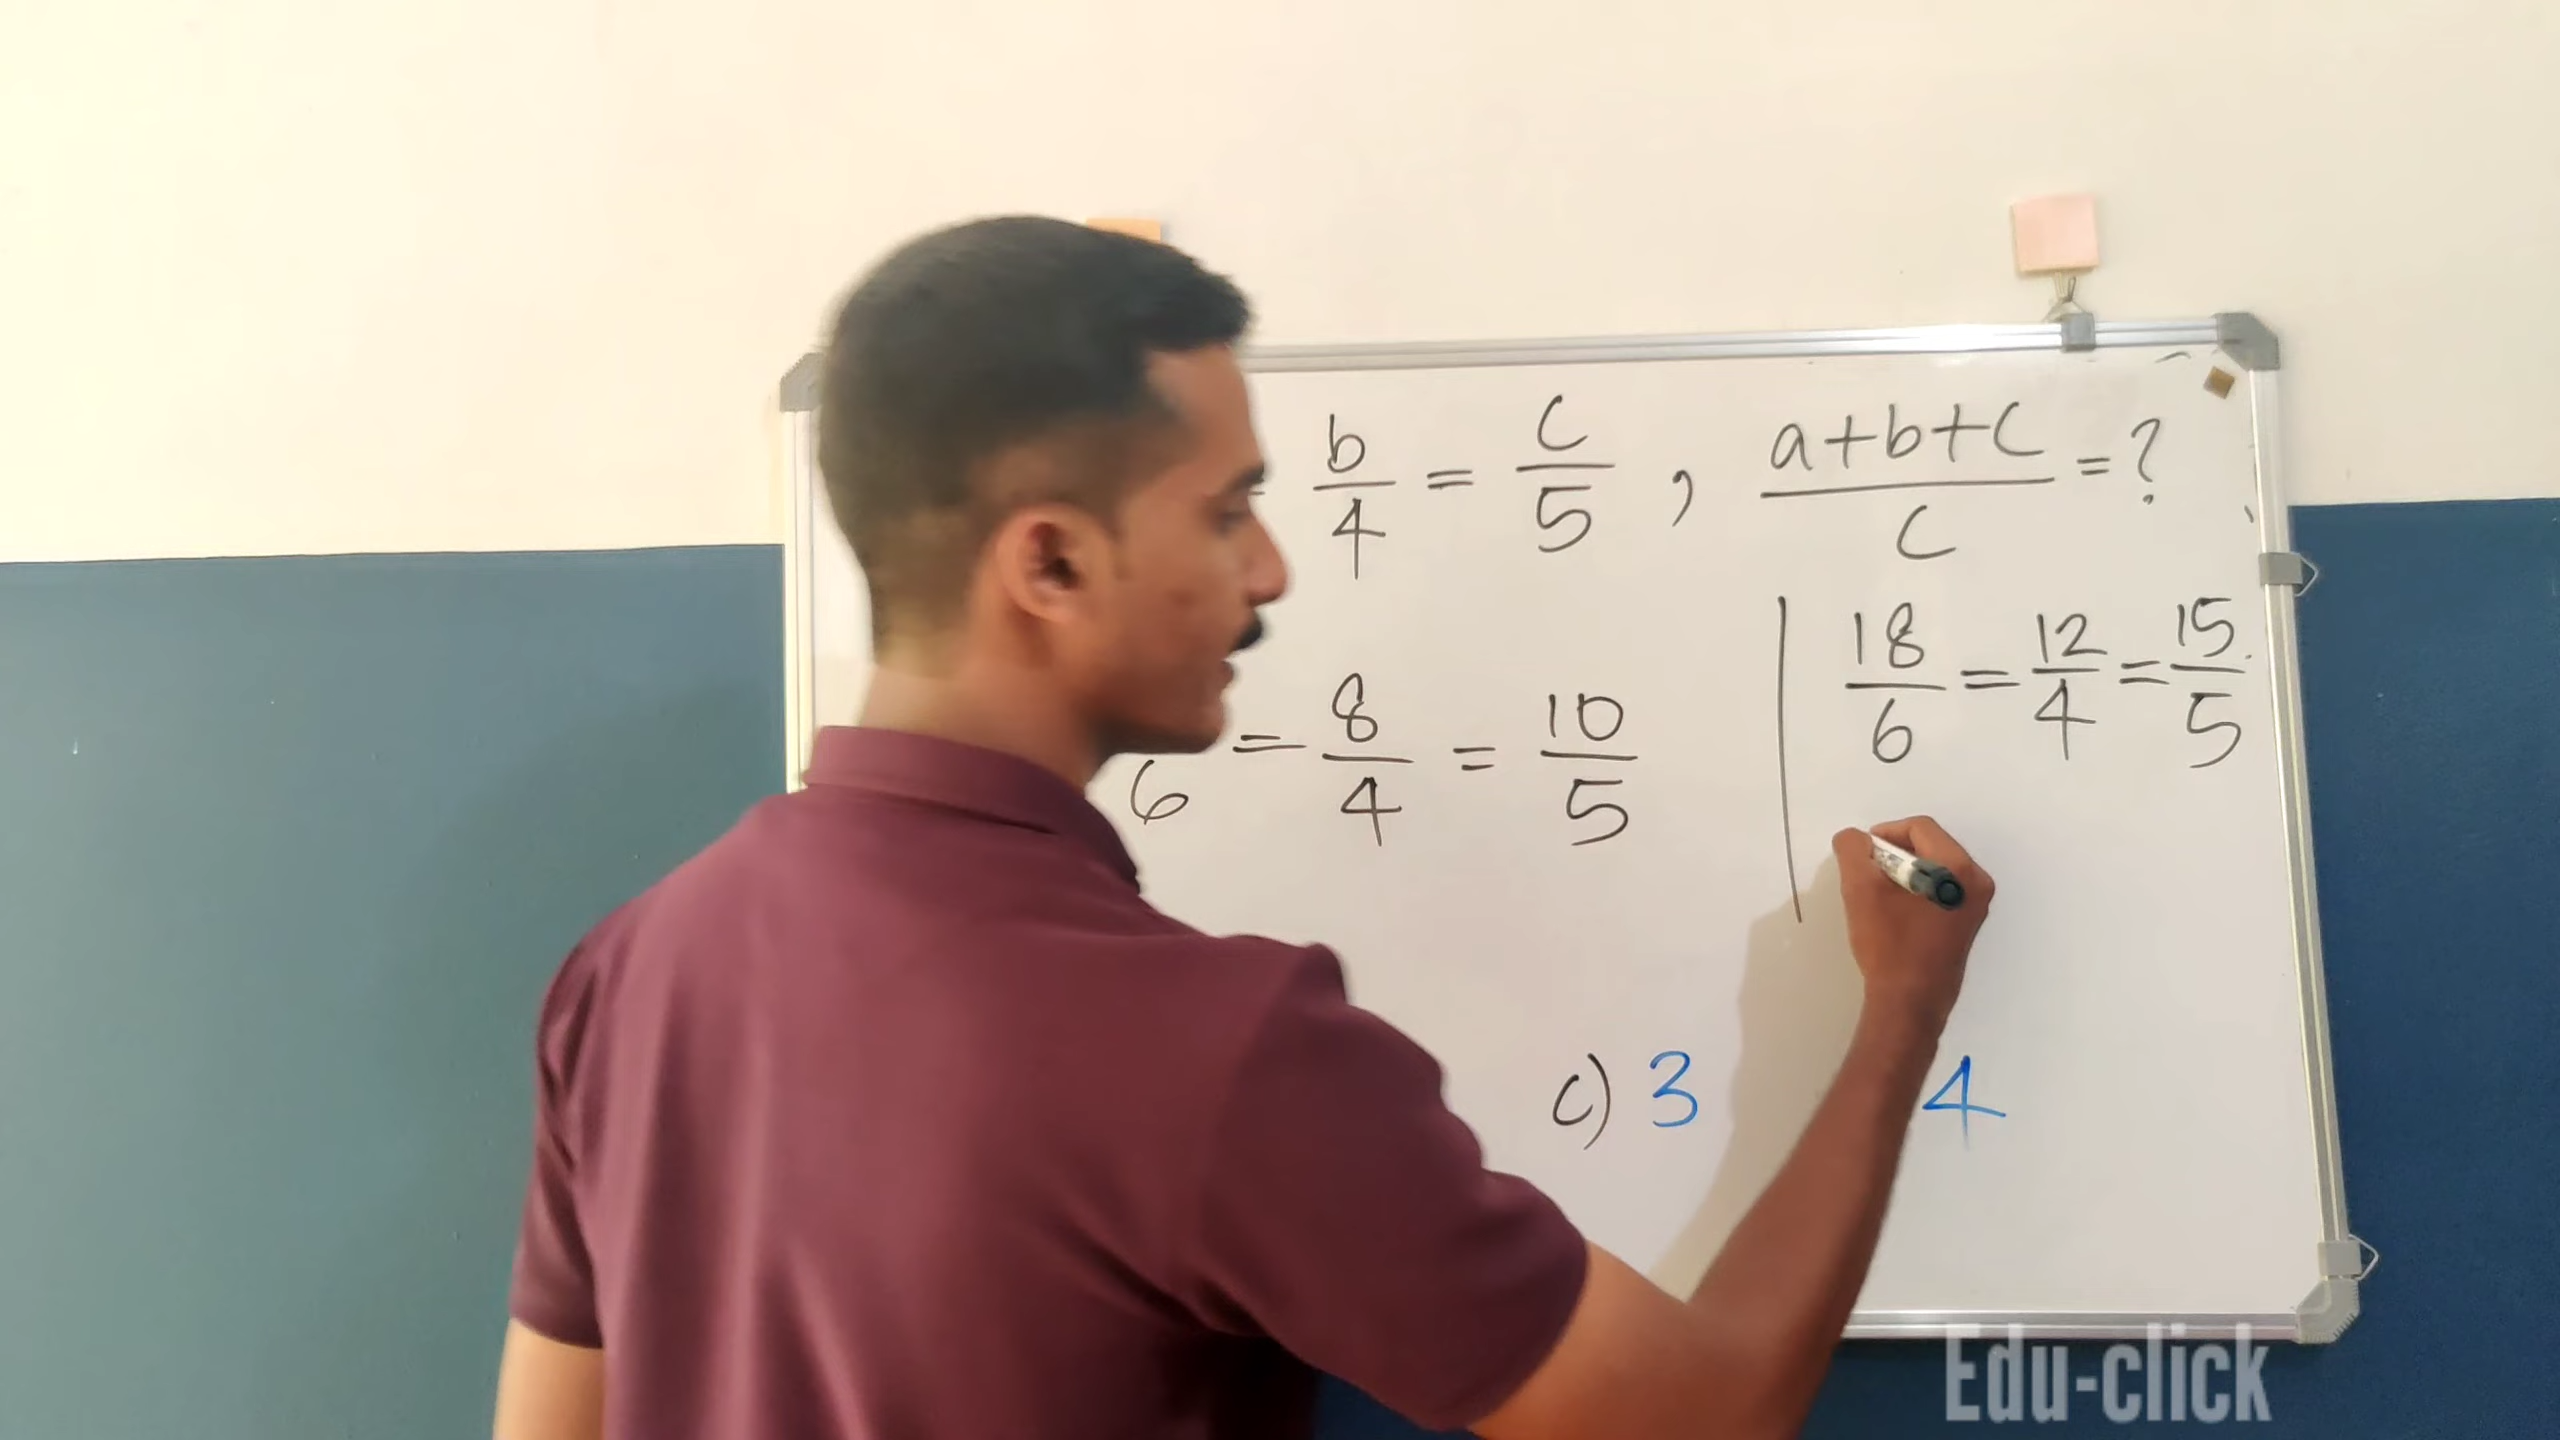 b/4 = c/5 , (a+b+c)/c = ?
6 = 8/4 = 10/5
18/6 = 12/4 = 15/5
c) 3 4
Edu-click